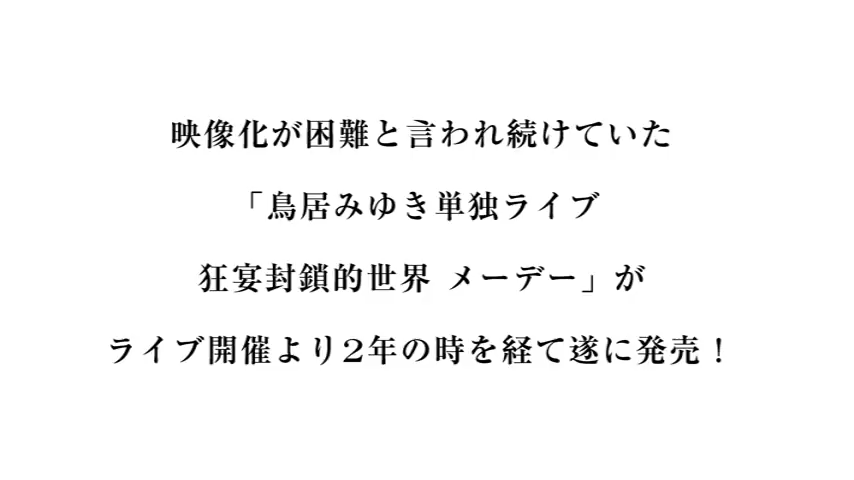 映像化が困難と言われ続けていた
「鳥居みゆき単独ライブ
狂宴封鎖的世界 メーデー」が
ライブ開催より2年の時を経て遂に発売！